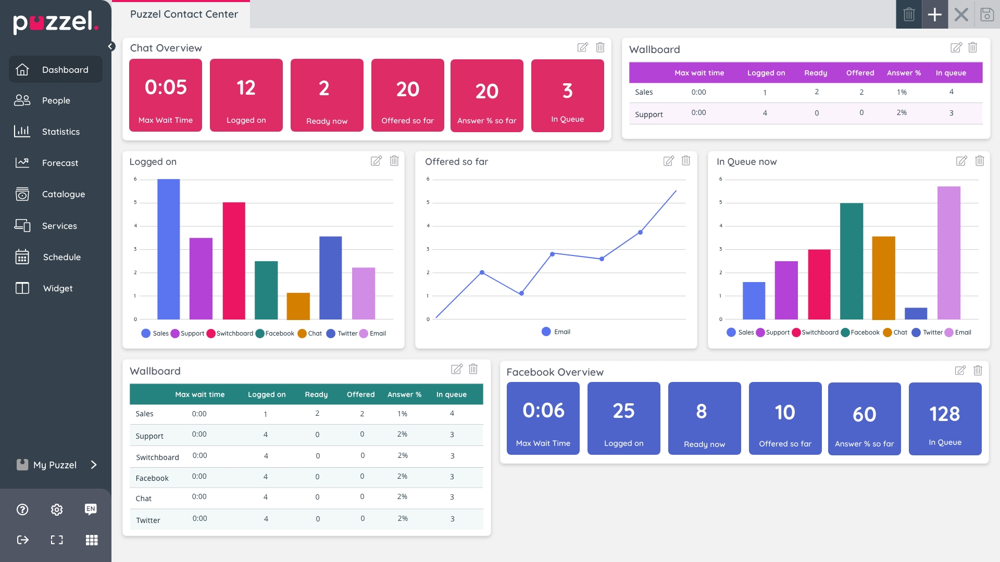 puzzel.
Puzzel Contact Center
Dashboard
People
Statistics
Forecast
Catalogue
Services
Schedule
Widget
My Puzzel
EN
Chat Overview
0:05 12 2 20 20 3
Max Wait Time Logged on Ready now Offered so far Answer % so far In Queue
Wallboard
Max wait time Logged on Ready Offered Answer % In queue
Sales 0:00 1 2 2 1% 4
Support 0:00 4 0 0 2% 3
Logged on
6
5
4
3
2
1
0
Sales Support Switchboard Facebook Chat Twitter Email
Offered so far
6
5
4
3
2
1
0
Email
In Queue now
6
5
4
3
2
1
0
Sales Support Switchboard Facebook Chat Twitter Email
Wallboard
Max wait time Logged on Ready Offered Answer % In queue
Sales 0:00 1 2 2 1% 4
Support 0:00 4 0 0 2% 3
Switchboard 0:00 4 0 0 2% 3
Facebook 0:00 4 0 0 2% 3
Chat 0:00 4 0 0 2% 3
Twitter 0:00 4 0 0 2% 3
Facebook Overview
0:06 25 8 10 60 128
Max Wait Time Logged on Ready now Offered so far Answer % so far In Queue